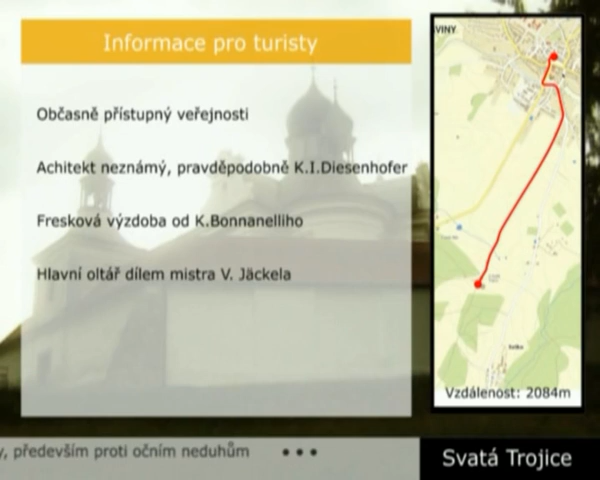 Informace pro turisty
VINY
Občasně přístupný veřejnosti
Achitekt neznámý, pravděpodobně K.I.Diesenhofer
Fresková výzdoba od K.Bonnanelliho
Hlavní oltář dílem mistra V. Jäckela
Vzdálenost: 2084m
y, především proti očním neduhům •••
Svatá Trojice